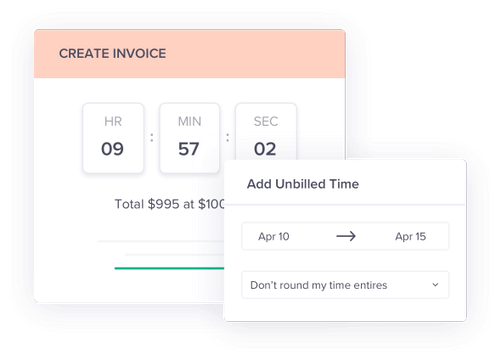 CREATE INVOICE
HR MIN SEC
09 : 57 : 02
Total $995 at $100
Add Unbilled Time
Apr 10 → Apr 15
Don't round my time entires